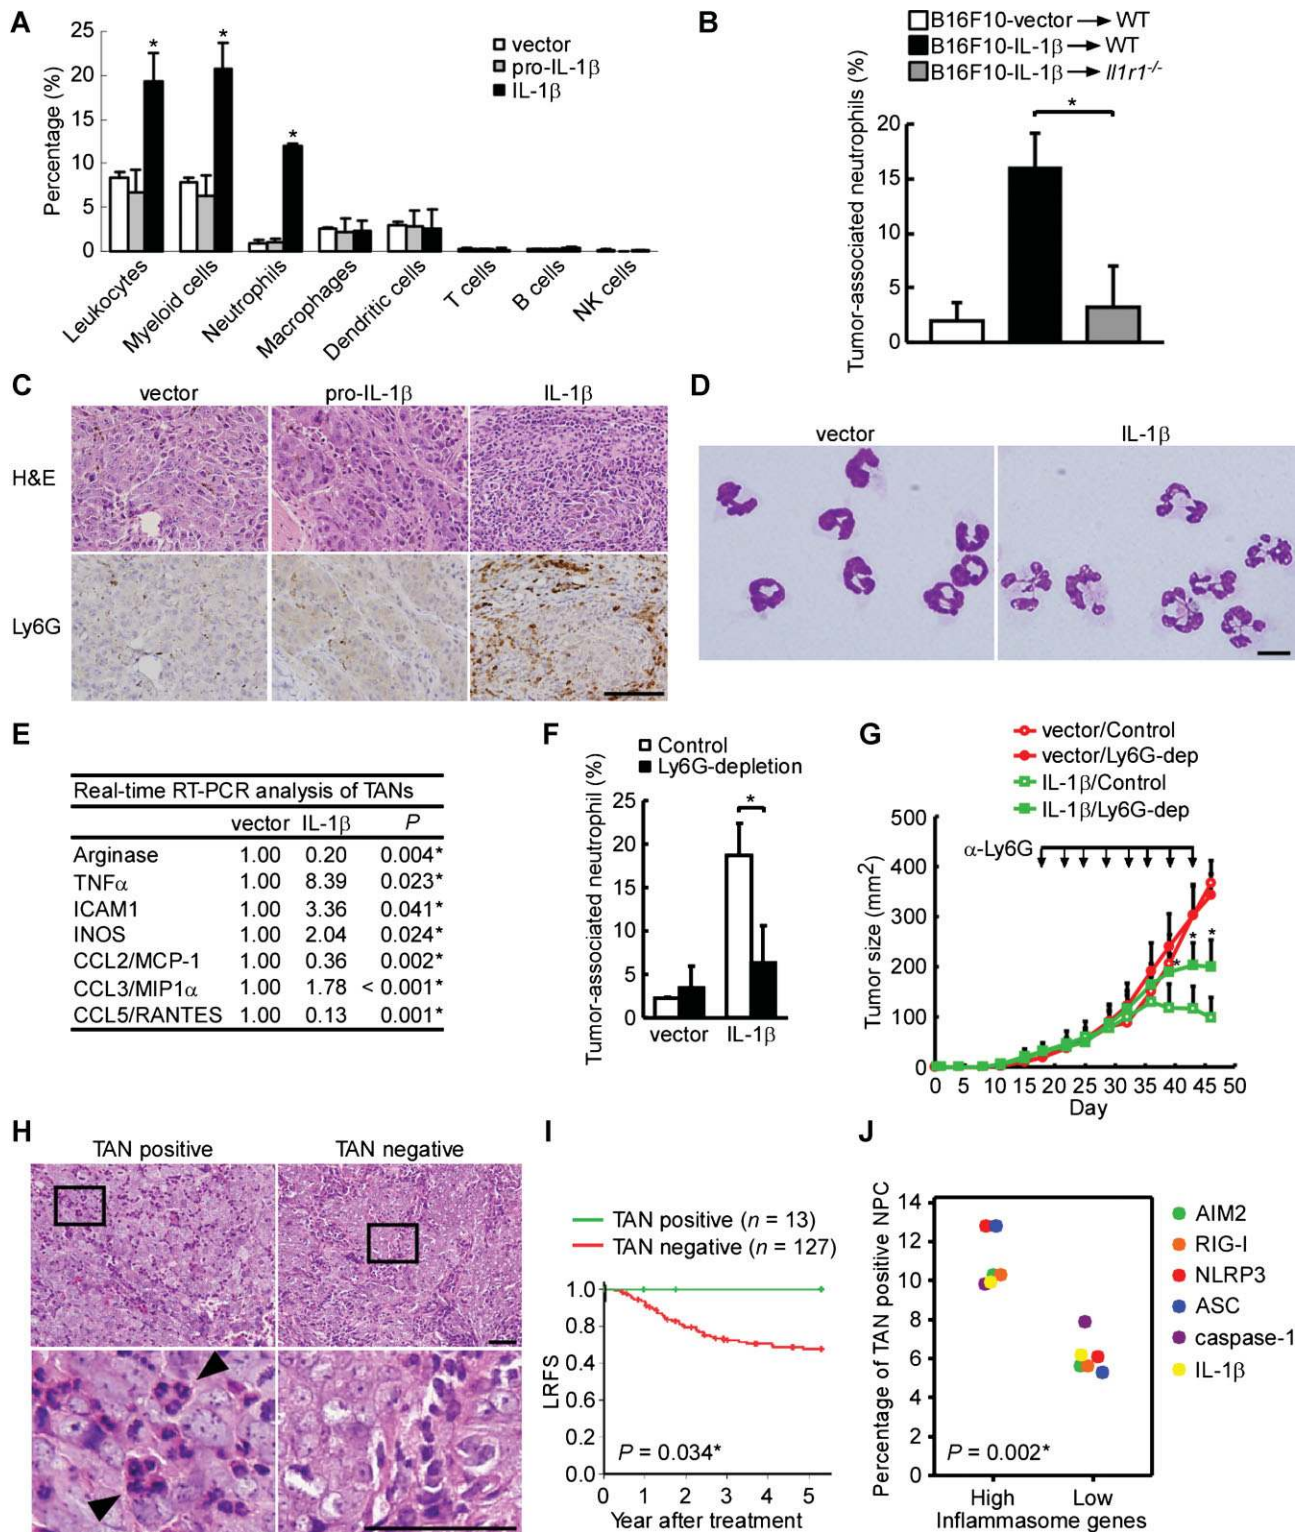 A
25
20
15
10
5
0
Percentage (%)
* * *
vector
pro-IL-1β
IL-1β
Leukocytes
Myeloid cells
Neutrophils
Macrophages
Dendritic cells
T cells
B cells
NK cells
B
B16F10-vector → WT
B16F10-IL-1β → WT
B16F10-IL-1β → Il1r1-/-
Tumor-associated neutrophils (%)
*
20
15
10
5
0
C
vector pro-IL-1β IL-1β
H&E
Ly6G
D
vector IL-1β
E
Real-time RT-PCR analysis of TANs
vector IL-1β P
Arginase 1.00 0.20 0.004*
TNFα 1.00 8.39 0.023*
ICAM1 1.00 3.36 0.041*
INOS 1.00 2.04 0.024*
CCL2/MCP-1 1.00 0.36 0.002*
CCL3/MIP1α 1.00 1.78 < 0.001*
CCL5/RANTES 1.00 0.13 0.001*
F
Control
Ly6G-depletion
Tumor-associated neutrophil (%)
*
25
20
15
10
5
0
vector IL-1β
G
vector/Control
vector/Ly6G-dep
IL-1β/Control
IL-1β/Ly6G-dep
α-Ly6G
Tumor size (mm2)
500
400
300
200
100
0
* * *
0 5 10 15 20 25 30 35 40 45 50
Day
H
TAN positive TAN negative
I
TAN positive (n = 13)
TAN negative (n = 127)
LRFS
1.0
0.8
0.4
0.6
0.2
0.0
P = 0.034*
0 1 2 3 4 5
Year after treatment
J
Percentage of TAN positive NPC
14
12
10
8
6
4
2
0
P = 0.002*
High Low
Inflammasome genes
AIM2
RIG-I
NLRP3
ASC
caspase-1
IL-1β